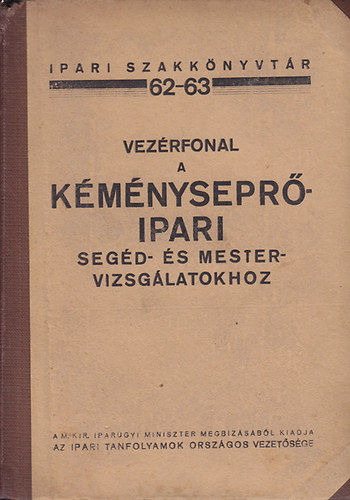 IPARI SZAKKÖNYVTÁR
62-63
VEZÉRFONAL
A
KÉMÉNYSEPRŐ-
IPARI
SEGÉD- ÉS MESTER-
VIZSGÁLATOKHOZ
A M. KIR. IPARÜGYI MINISZTER MEGBÍZÁSÁBÓL KIADJA
AZ IPARI TANFOLYAMOK ORSZÁGOS VEZETŐSÉGE